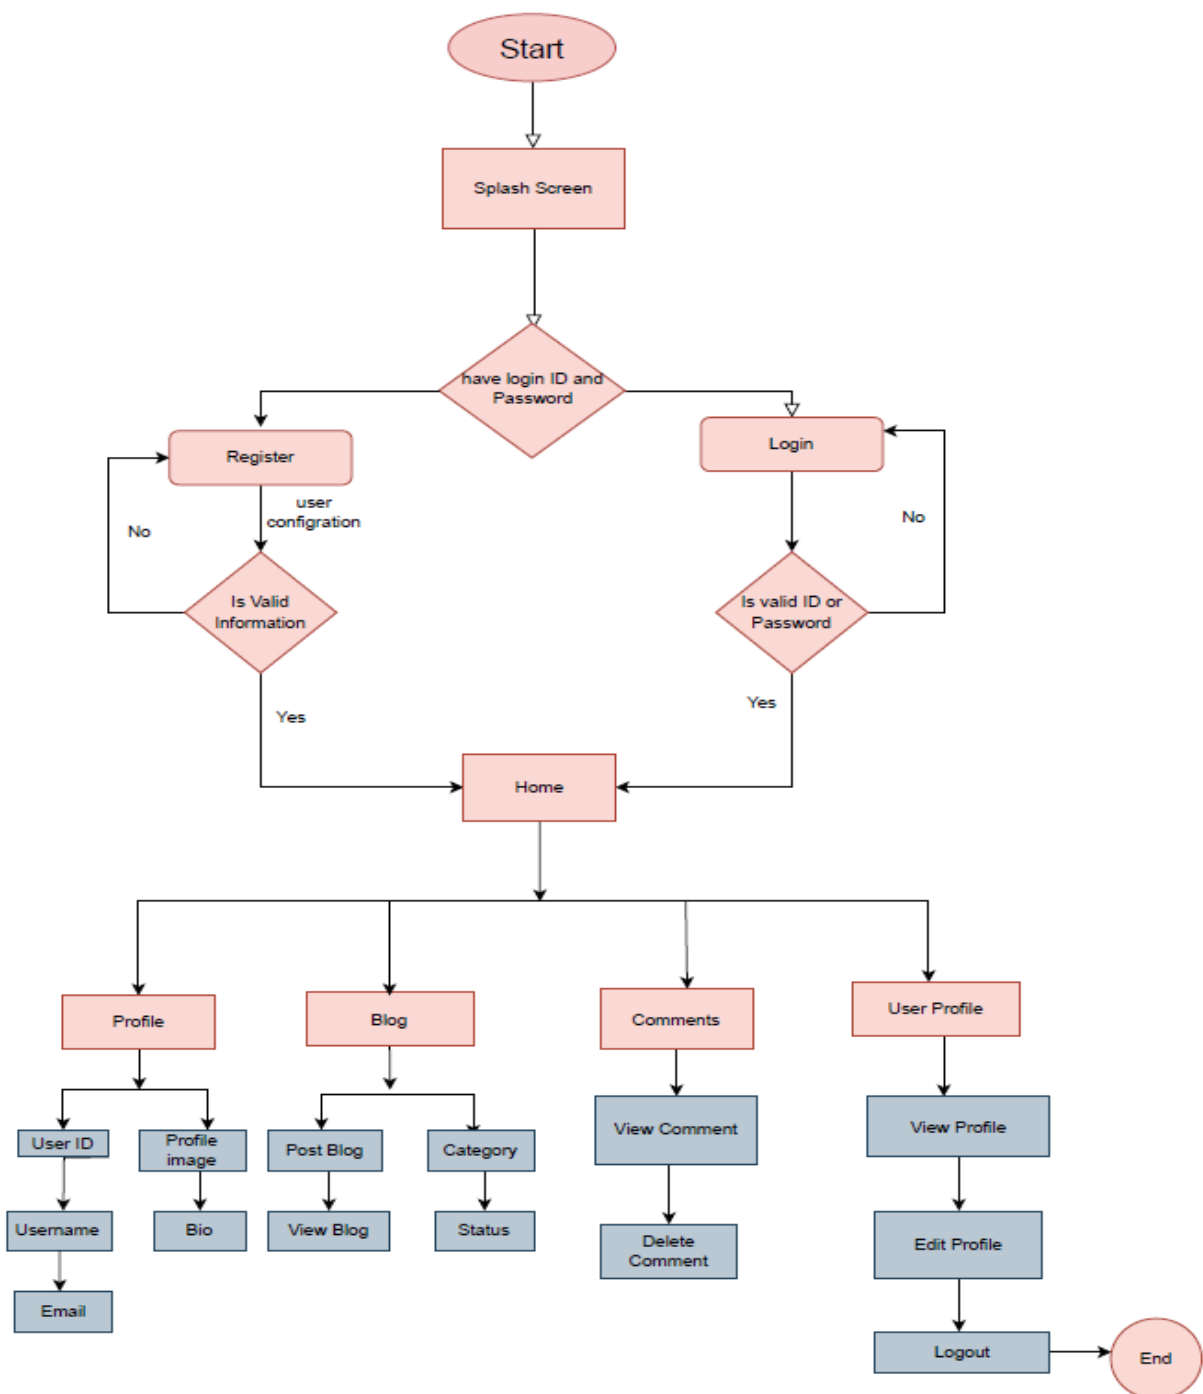 Start
Splash Screen
have login ID and
Password
Register
Login
user
configration
No
No
Is Valid
Information
Is valid ID or
Password
Yes
Yes
Home
Profile
Blog
Comments
User Profile
User ID
Profile
image
Post Blog
Category
View Comment
View Profile
Username
Bio
View Blog
Status
Delete
Comment
Edit Profile
Email
Logout
End